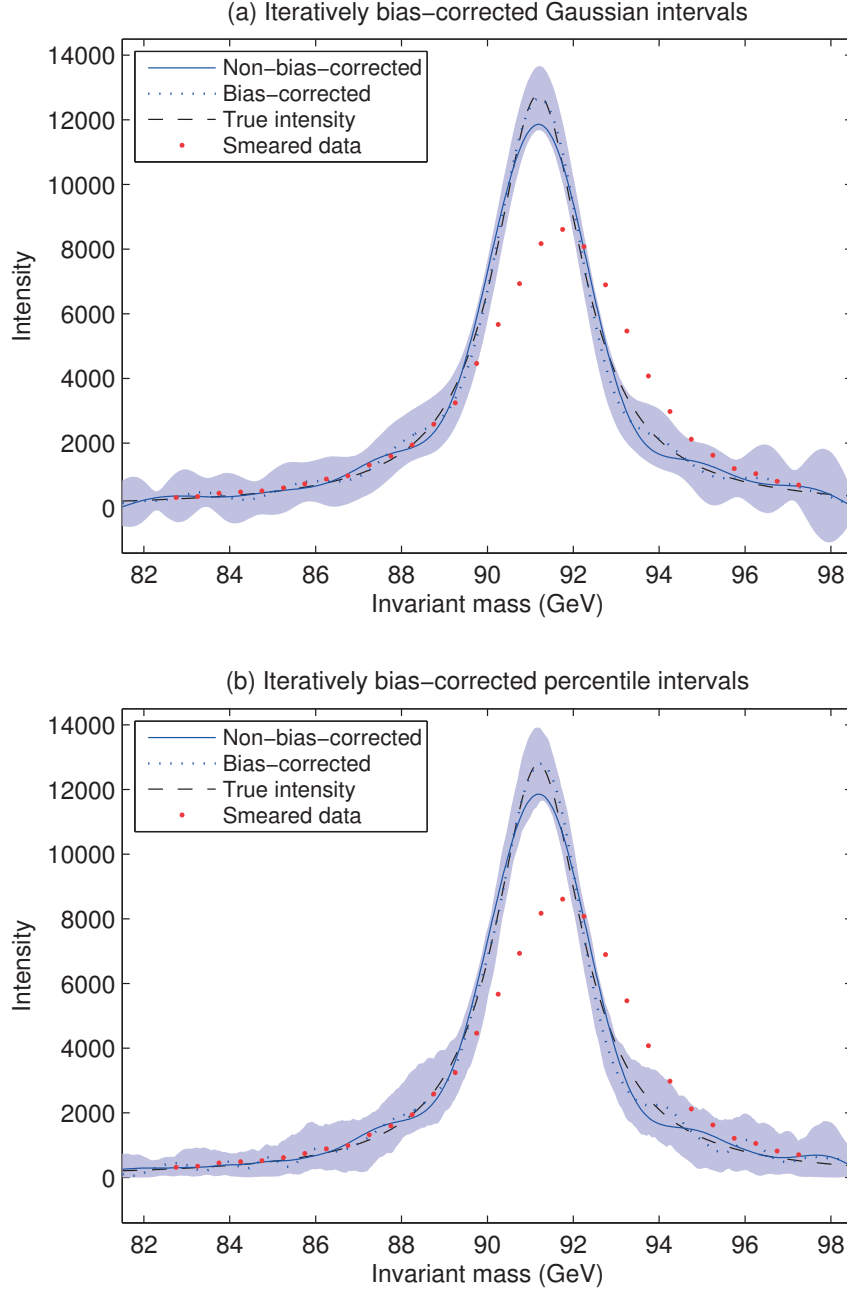 (a) Iteratively bias−corrected Gaussian intervals
14000
12000
10000
8000
6000
4000
2000
0
Intensity
Non−bias−corrected
Bias−corrected
True intensity
Smeared data
82 84 86 88 90 92 94 96 98
Invariant mass (GeV)
(b) Iteratively bias−corrected percentile intervals
14000
12000
10000
8000
6000
4000
2000
0
Intensity
Non−bias−corrected
Bias−corrected
True intensity
Smeared data
82 84 86 88 90 92 94 96 98
Invariant mass (GeV)